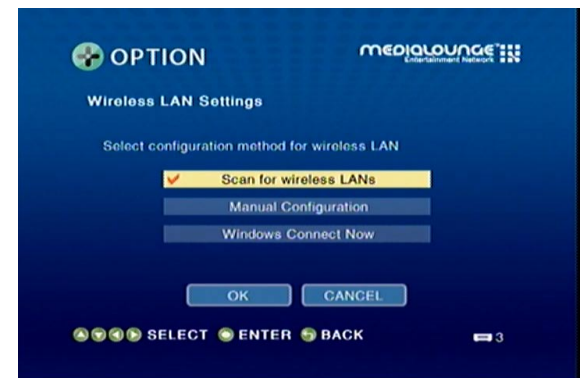 OPTION
MEDIALOUNGE™
Entertainment Network
Wireless LAN Settings
Select configuration method for wireless LAN
Scan for wireless LANs
Manual Configuration
Windows Connect Now
OK CANCEL
SELECT ENTER BACK 3